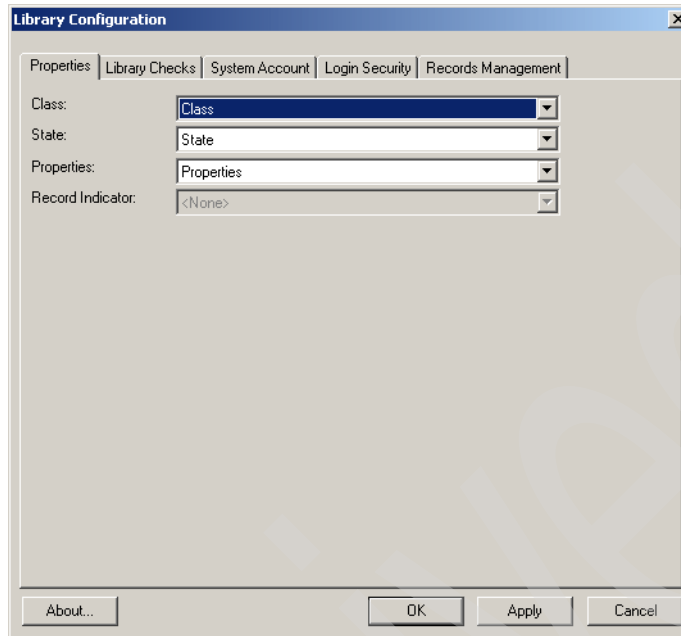 Library Configuration
Properties Library Checks System Account Login Security Records Management
Class: Class
State: State
Properties: Properties
Record Indicator: <None>
About... OK Apply Cancel